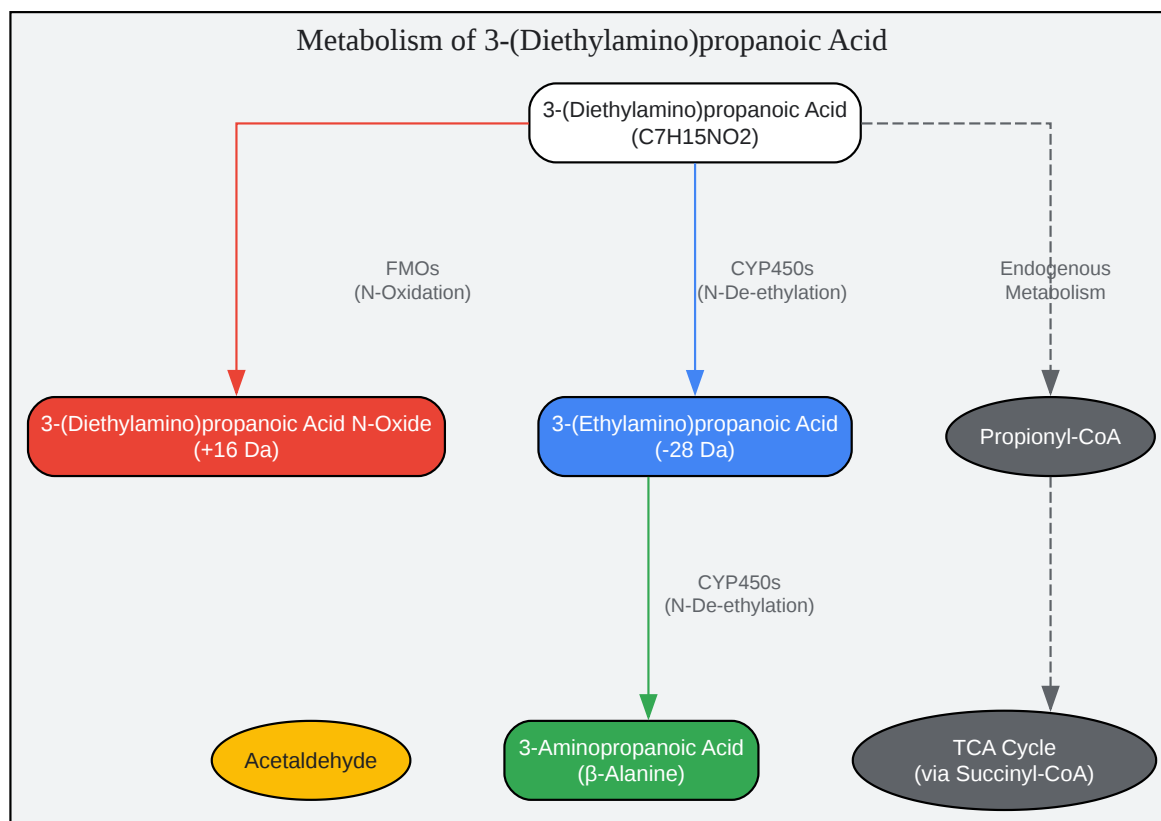 Metabolism of 3-(Diethylamino)propanoic Acid
3-(Diethylamino)propanoic Acid
(C7H15NO2)
FMOs
(N-Oxidation)
CYP450s
(N-De-ethylation)
Endogenous
Metabolism
3-(Diethylamino)propanoic Acid N-Oxide
(+16 Da)
3-(Ethylamino)propanoic Acid
(-28 Da)
Propionyl-CoA
CYP450s
(N-De-ethylation)
Acetaldehyde
3-Aminopropanoic Acid
(β-Alanine)
TCA Cycle
(via Succinyl-CoA)